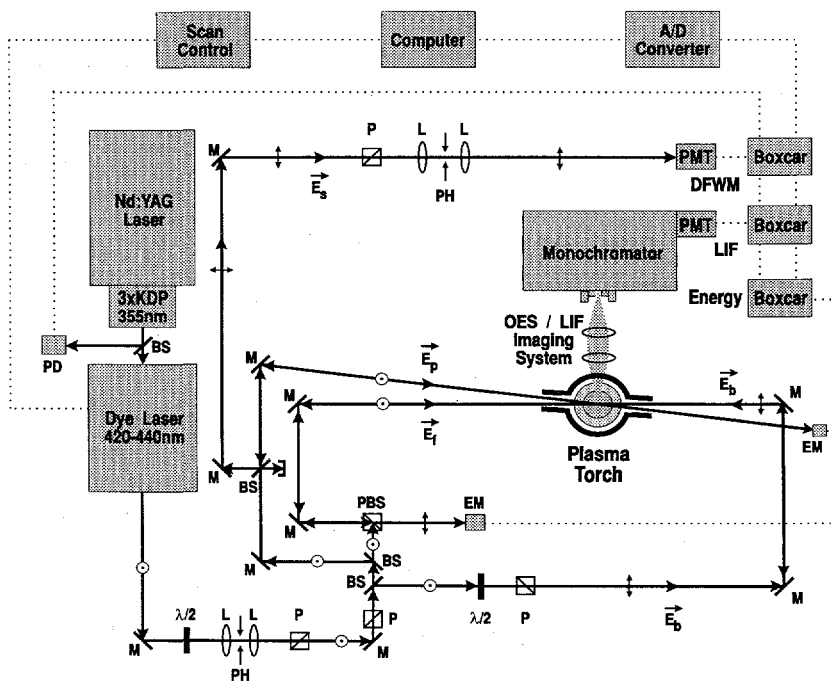 Scan
Control
Computer
A/D
Converter
Nd:YAG
Laser
3xKDP
355nm
BS
PD
Dye Laser
420-440nm
M
P
L
L
PH
E_s
PMT
DFWM
Boxcar
Monochromator
PMT
LIF
Boxcar
Energy
Boxcar
OES / LIF
Imaging
System
E_p
E_b
M
E_f
M
M
EM
Plasma
Torch
M
BS
PBS
EM
M
M
BS
BS
λ/2
P
E_b
M
λ/2
L
L
P
P
M
M
PH